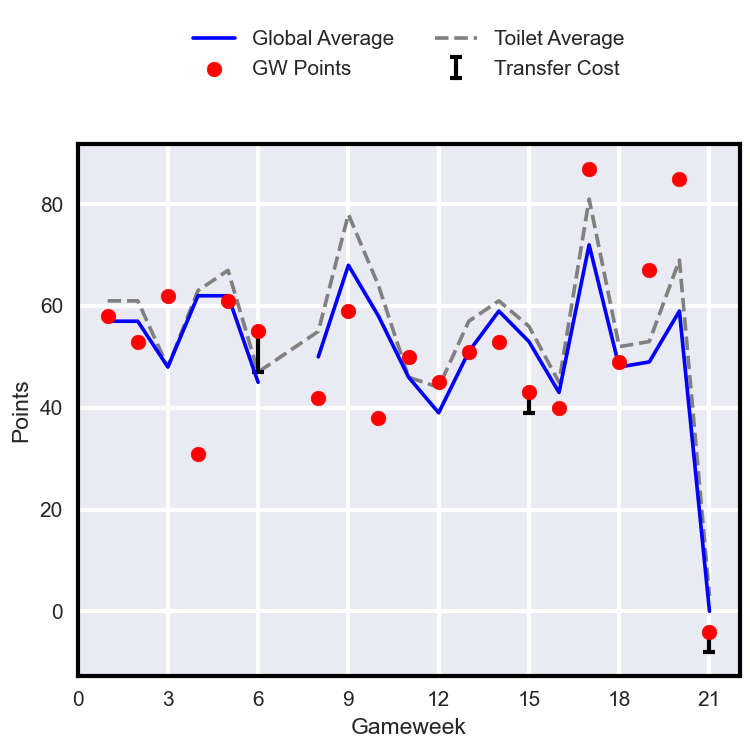 Global Average
Toilet Average
GW Points
Transfer Cost
Points
80
60
40
20
0
0 3 6 9 12 15 18 21
Gameweek